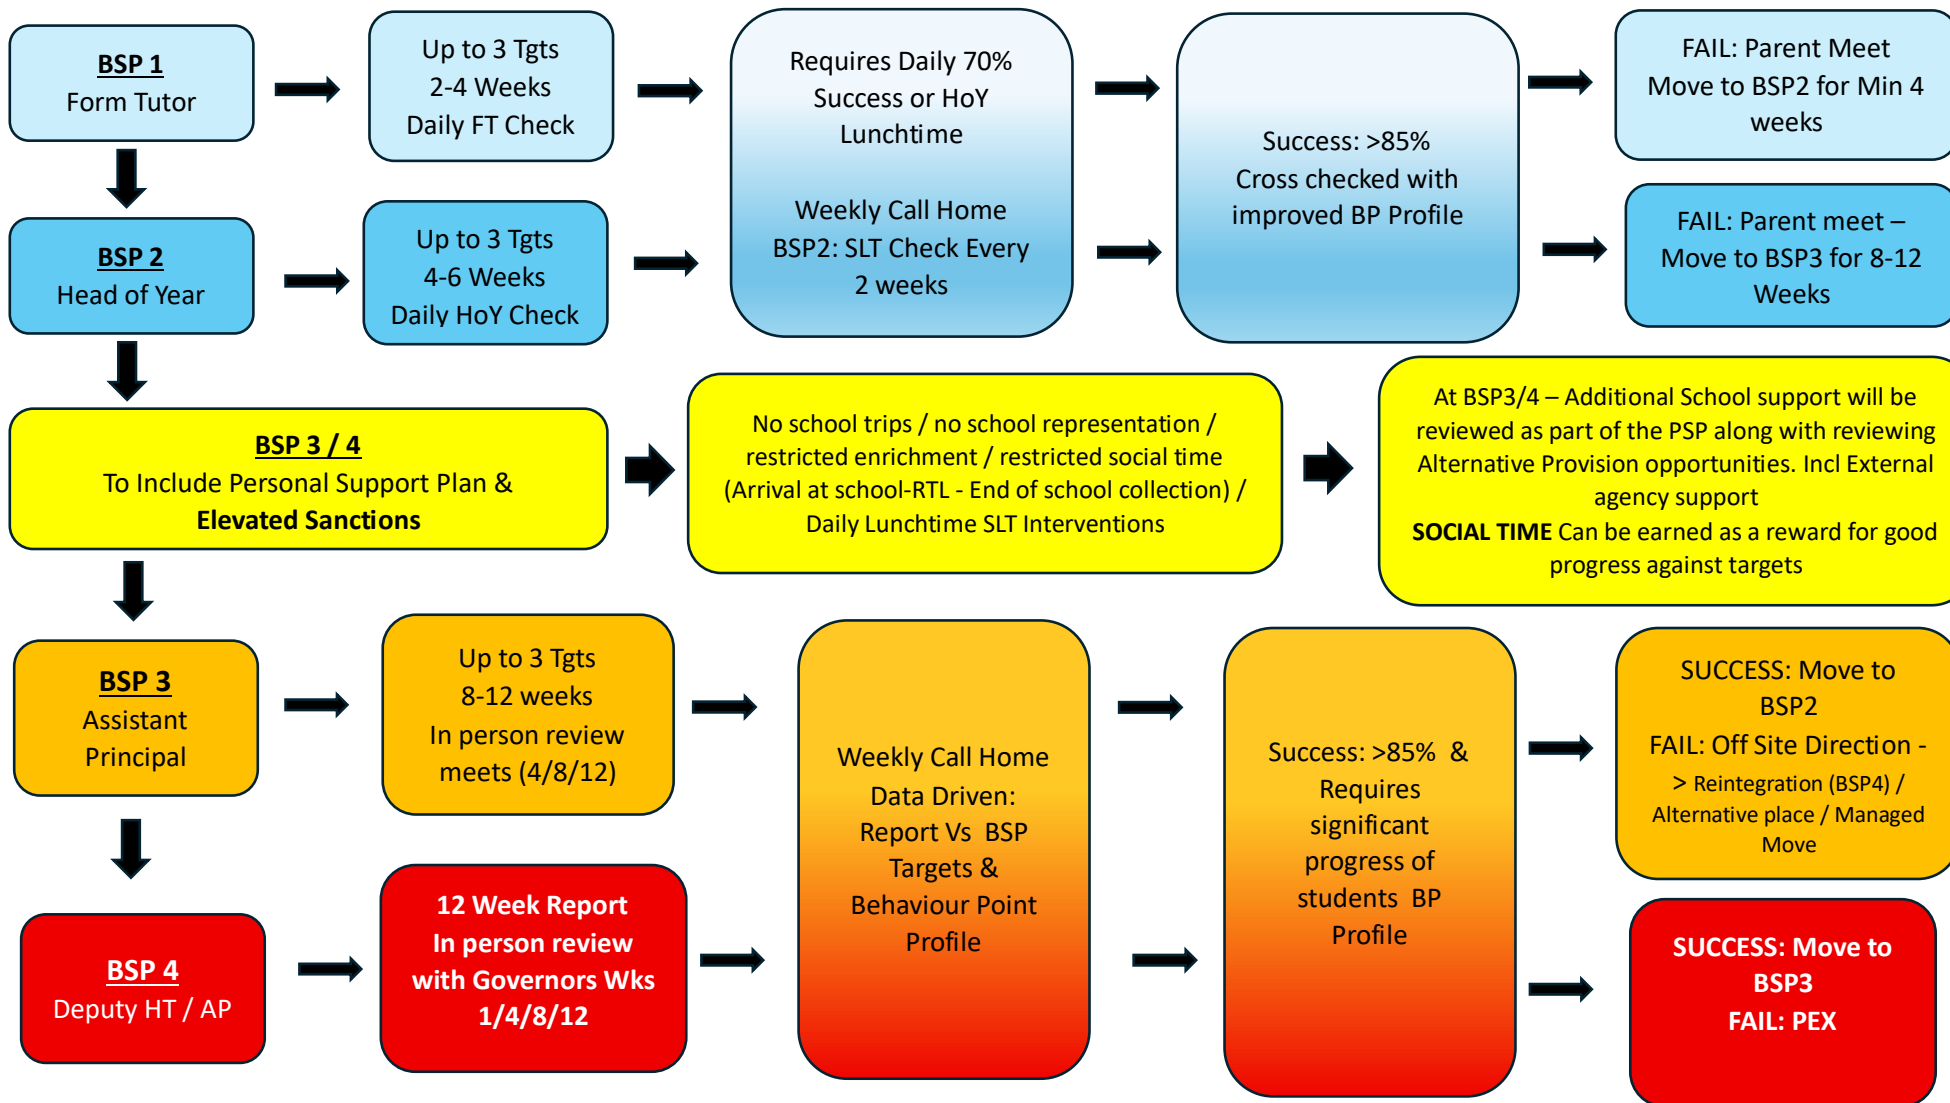 BSP 1
Form Tutor
Up to 3 Tgts
2-4 Weeks
Daily FT Check
Requires Daily 70%
Success or HoY
Lunchtime
Weekly Call Home
BSP2: SLT Check Every
2 weeks
Success: >85%
Cross checked with
improved BP Profile
FAIL: Parent Meet
Move to BSP2 for Min 4
weeks
BSP 2
Head of Year
Up to 3 Tgts
4-6 Weeks
Daily HoY Check
FAIL: Parent meet –
Move to BSP3 for 8-12
Weeks
BSP 3 / 4
To Include Personal Support Plan &
Elevated Sanctions
No school trips / no school representation /
restricted enrichment / restricted social time
(Arrival at school-RTL - End of school collection) /
Daily Lunchtime SLT Interventions
At BSP3/4 – Additional School support will be
reviewed as part of the PSP along with reviewing
Alternative Provision opportunities. Incl External
agency support
SOCIAL TIME Can be earned as a reward for good
progress against targets
BSP 3
Assistant
Principal
Up to 3 Tgts
8-12 weeks
In person review
meets (4/8/12)
Weekly Call Home
Data Driven:
Report Vs BSP
Targets &
Behaviour Point
Profile
Success: >85% &
Requires
significant
progress of
students BP
Profile
SUCCESS: Move to
BSP2
FAIL: Off Site Direction -
> Reintegration (BSP4) /
Alternative place / Managed
Move
BSP 4
Deputy HT / AP
12 Week Report
In person review
with Governors Wks
1/4/8/12
SUCCESS: Move to
BSP3
FAIL: PEX